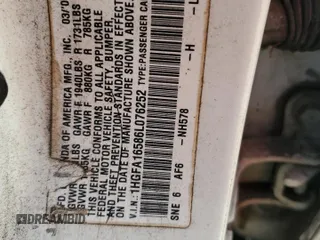 HONDA OF AMERICA MFG., INC. 03/0
GAWR F 1940LBS R 1731LBS
GAWR F 880KG R 785KG
THIS VEHICLE CONFORMS TO ALL APPLICABLE
FEDERAL MOTOR VEHICLE SAFETY, BUMPER,
AND THEFT PREVENTION STANDARDS IN EFFECT
ON THE DATE OF MANUFACTURE SHOWN ABOVE.
1HGFA16566L076252 TYPE:PASSENGER CA
SNE 6 AF6 - NH578 - H - L
DREAMBID